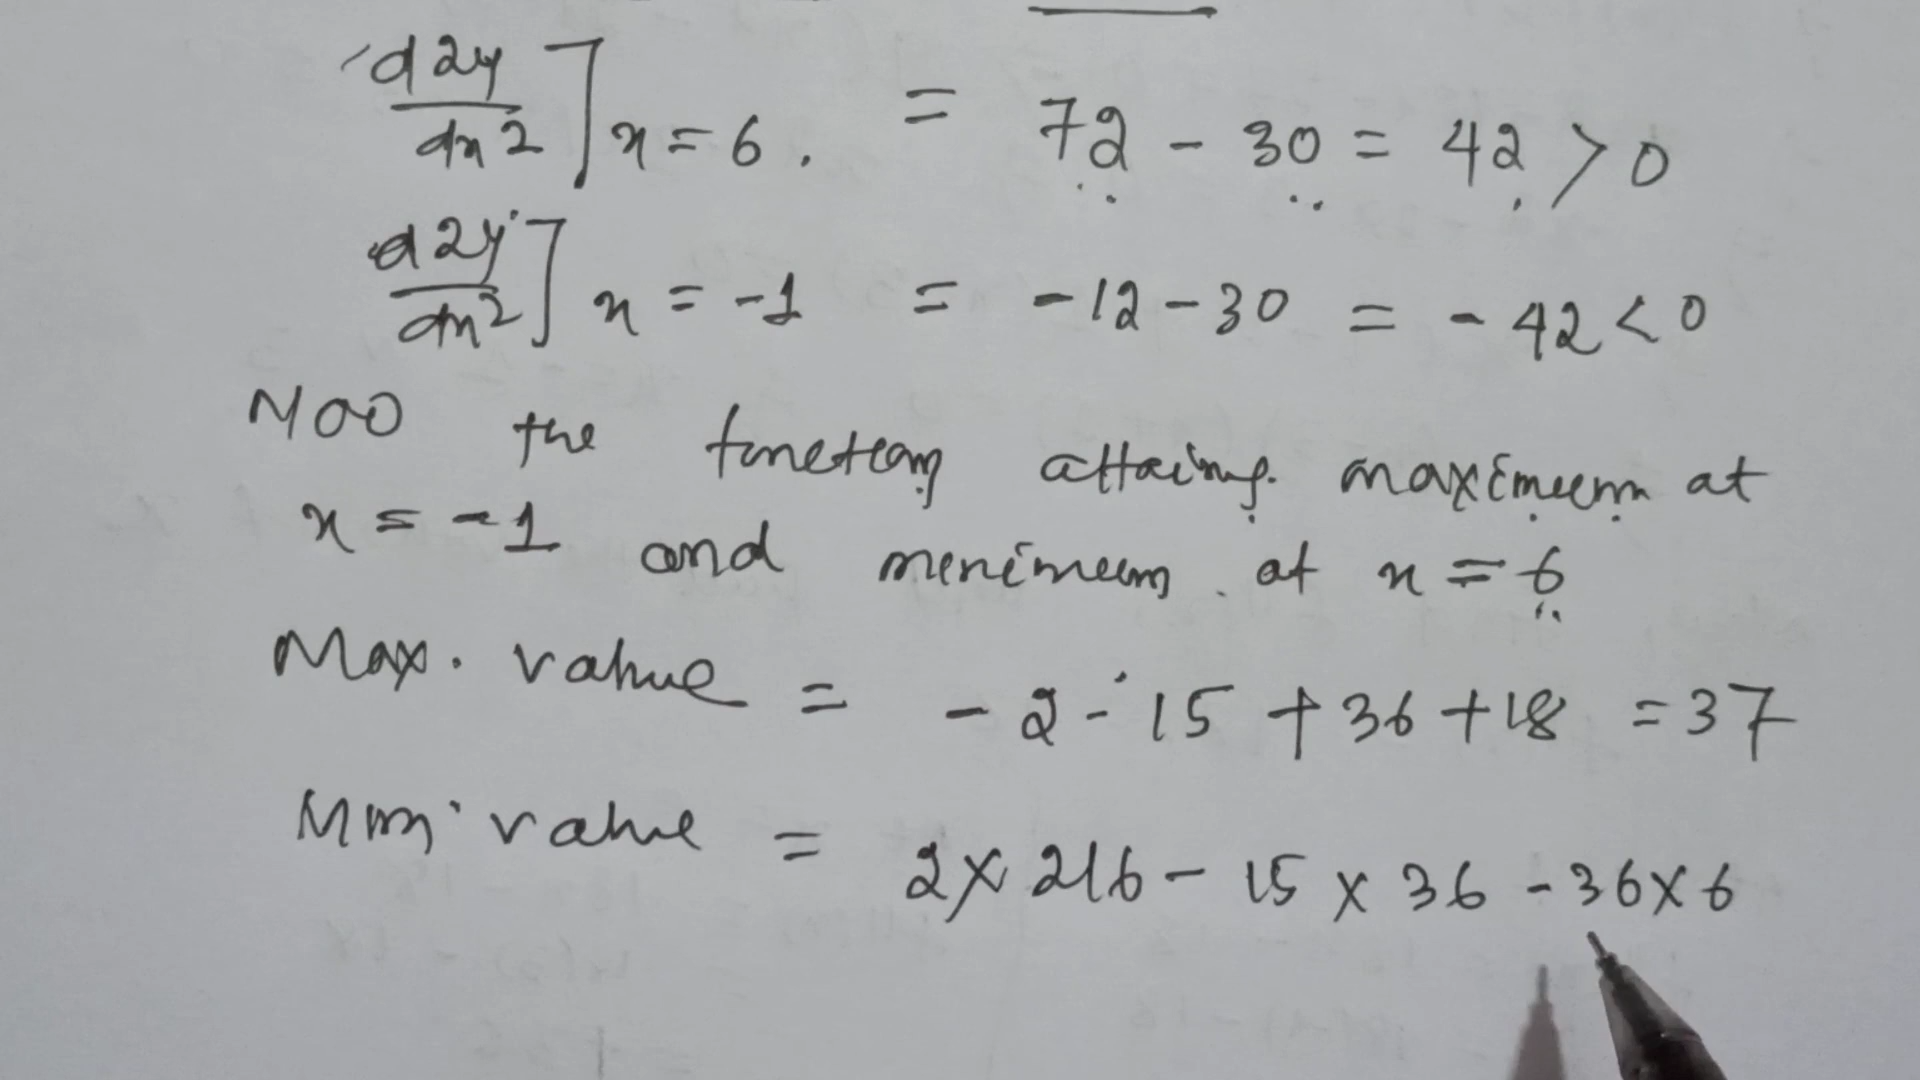 d2y/dx2]x=6. = 72 - 30 = 42 > 0
d2y/dx2]x = -1 = -12 - 30 = -42 < 0
Now the function attains maximum at
x = -1 and minimum at x = 6
Max. value = -2 - 15 + 36 + 18 = 37
Min. value = 2 × 216 - 15 × 36 - 36 × 6